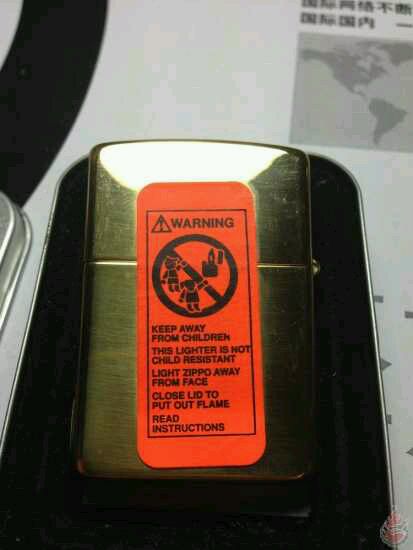 国际网络不断
国际国内 一
WARNING
KEEP AWAY
FROM CHILDREN
THIS LIGHTER IS NOT
CHILD RESISTANT
LIGHT ZIPPO AWAY
FROM FACE
CLOSE LID TO
PUT OUT FLAME
READ
INSTRUCTIONS